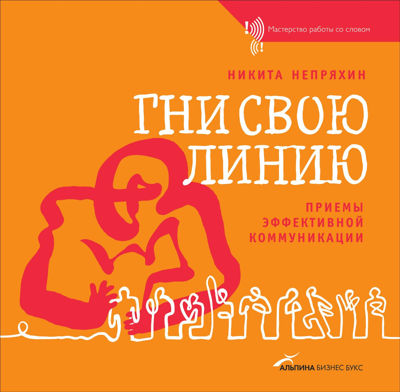 Мастерство работы со словом
НИКИТА НЕПРЯХИН
ГНИ СВОЮ
ЛИНИЮ
ПРИЕМЫ
ЭФФЕКТИВНОЙ
КОММУНИКАЦИИ
АЛЬПИНА БИЗНЕС БУКС